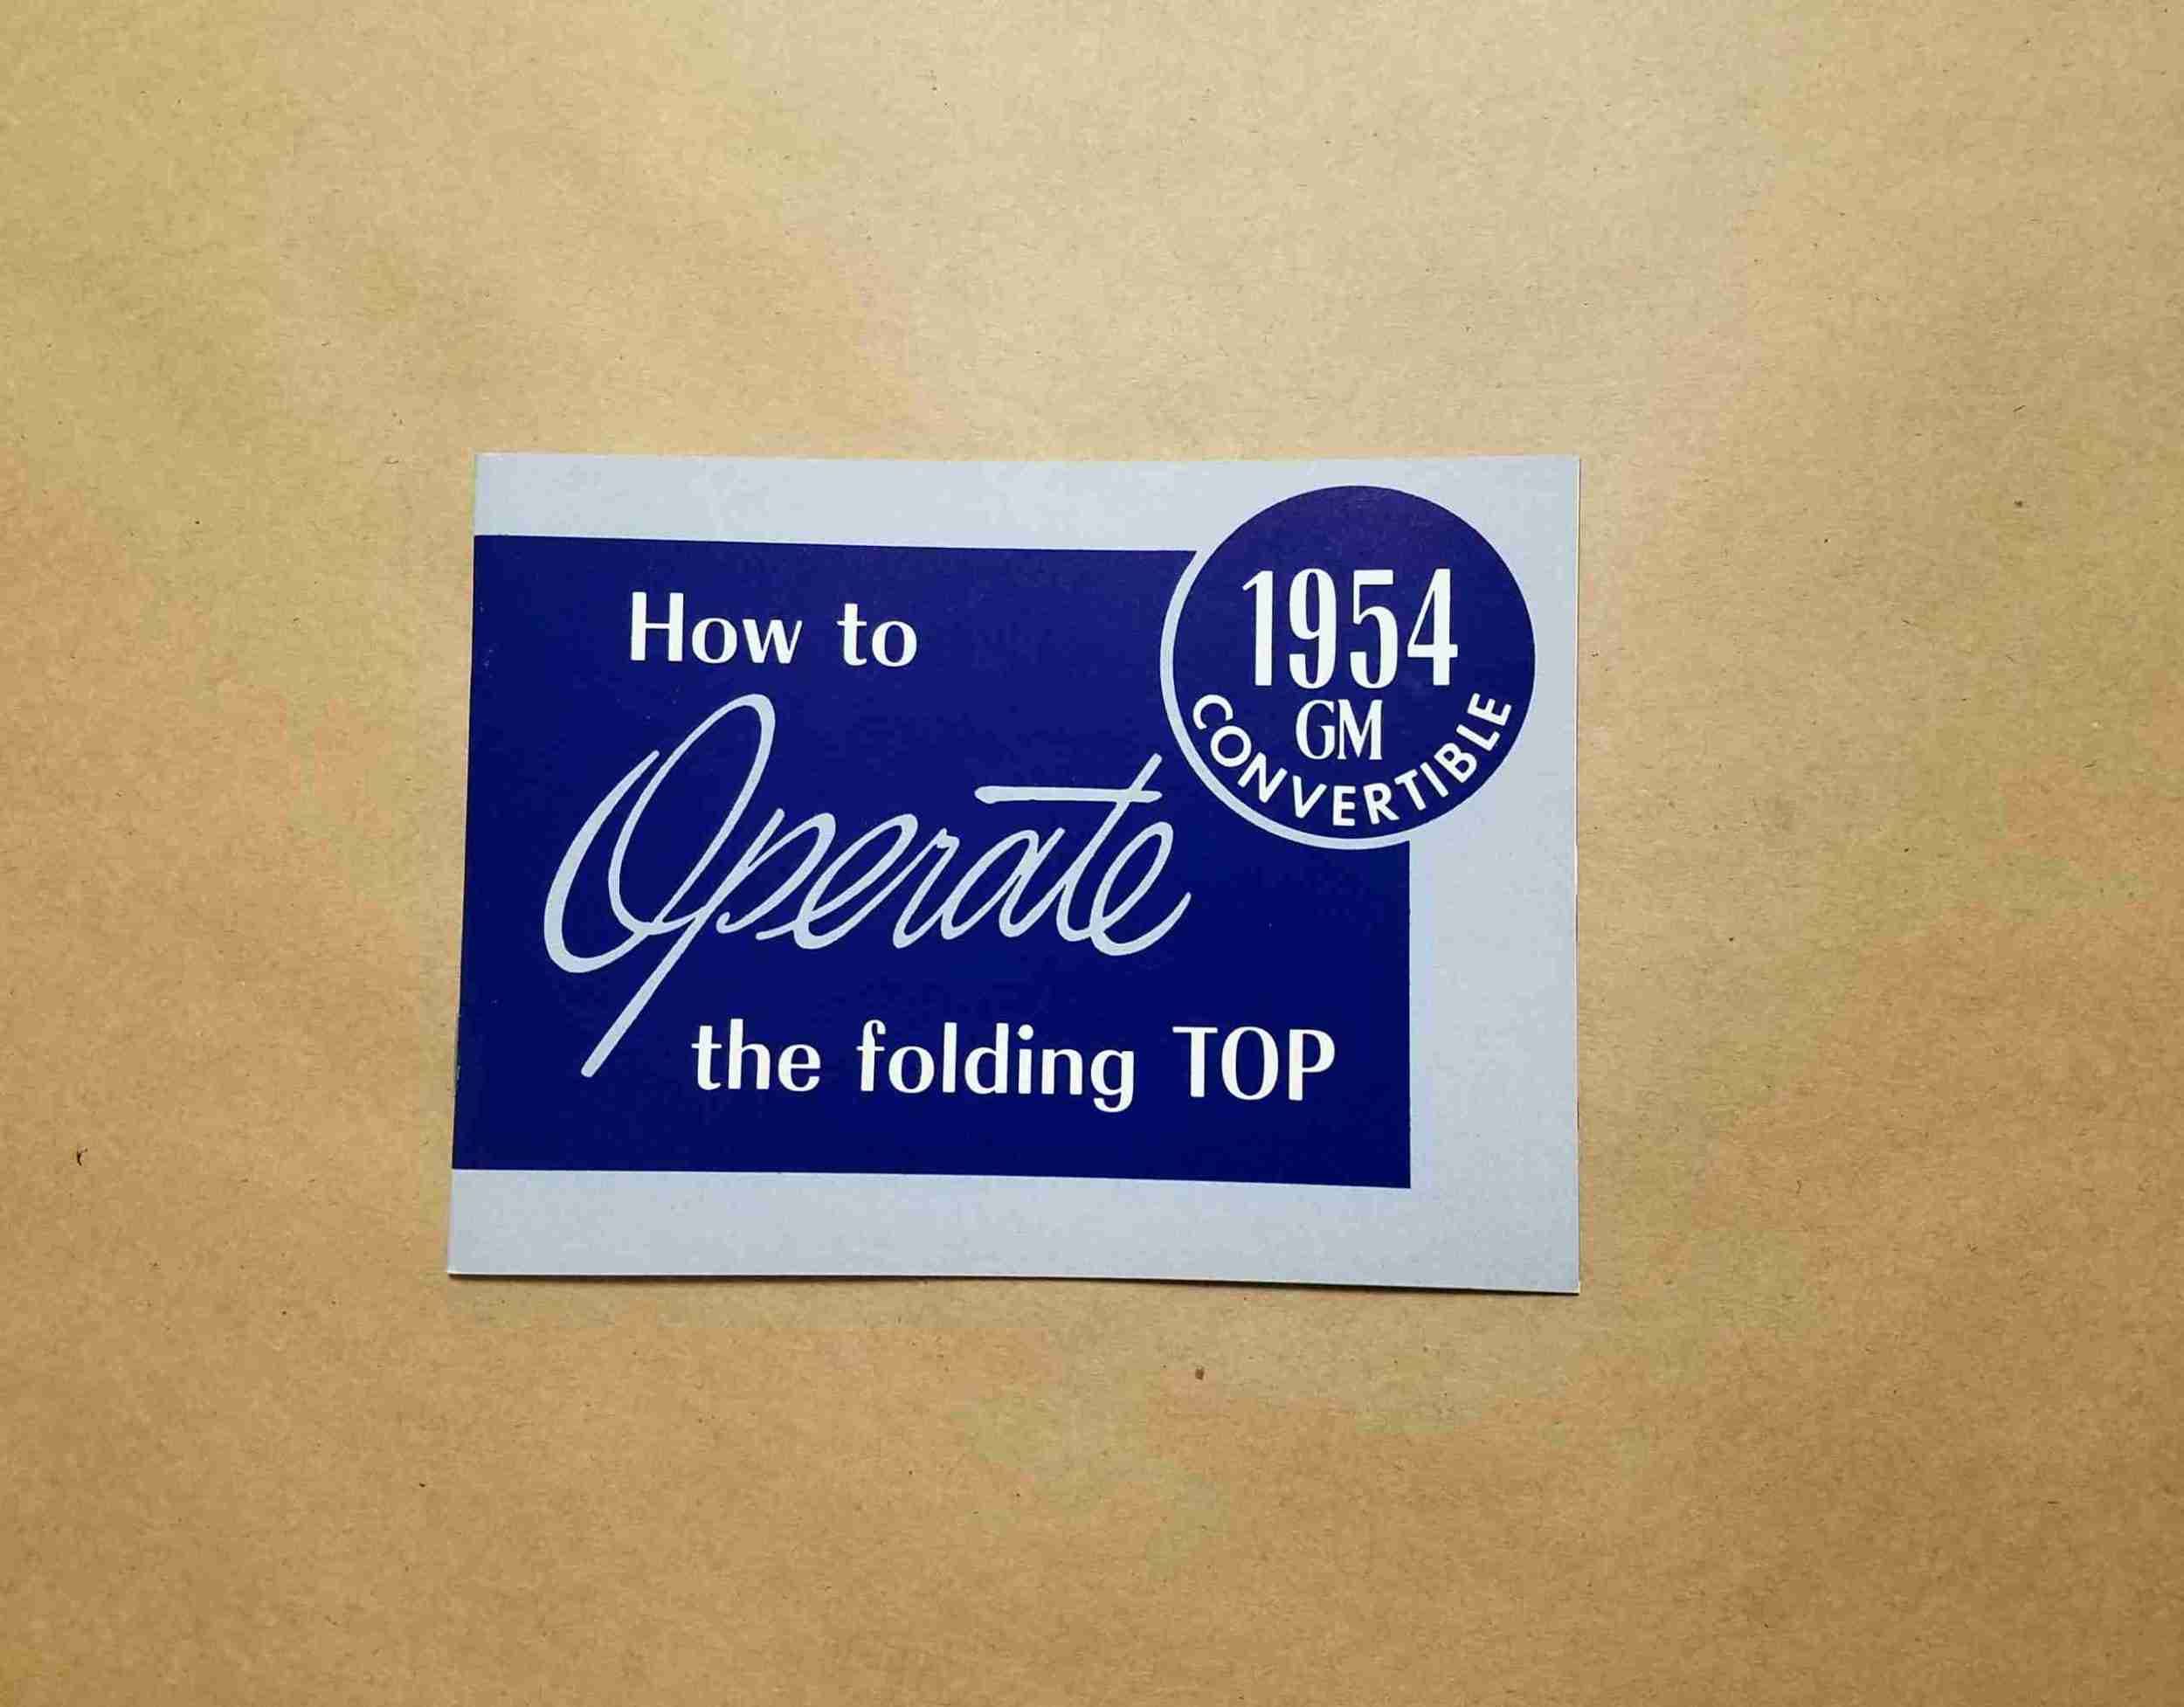 How to
Operate
the folding TOP
1954
GM
CONVERTIBLE